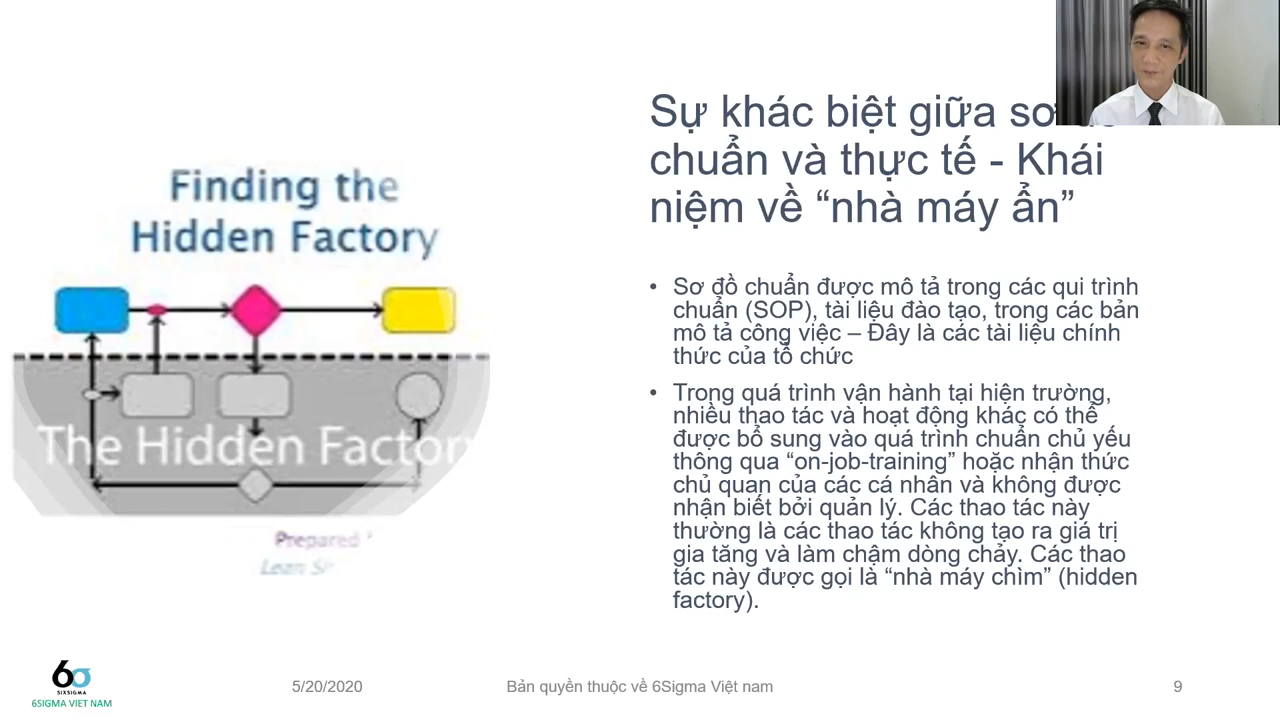 Sự khác biệt giữa sơ
chuẩn và thực tế - Khái
niệm về “nhà máy ẩn”
Finding the
Hidden Factory
The Hidden Factory
Prepared
Lean
• Sơ đồ chuẩn được mô tả trong các qui trình
chuẩn (SOP), tài liệu đào tạo, trong các bản
mô tả công việc – Đây là các tài liệu chính
thức của tổ chức
• Trong quá trình vận hành tại hiện trường,
nhiều thao tác và hoạt động khác có thể
được bổ sung vào quá trình chuẩn chủ yếu
thông qua “on-job-training” hoặc nhận thức
chủ quan của các cá nhân và không được
nhận biết bởi quản lý. Các thao tác này
thường là các thao tác không tạo ra giá trị
gia tăng và làm chậm dòng chảy. Các thao
tác này được gọi là “nhà máy chìm” (hidden
factory).
6σ
SIXSIGMA
6SIGMA VIET NAM
5/20/2020
Bản quyền thuộc về 6Sigma Việt nam
9